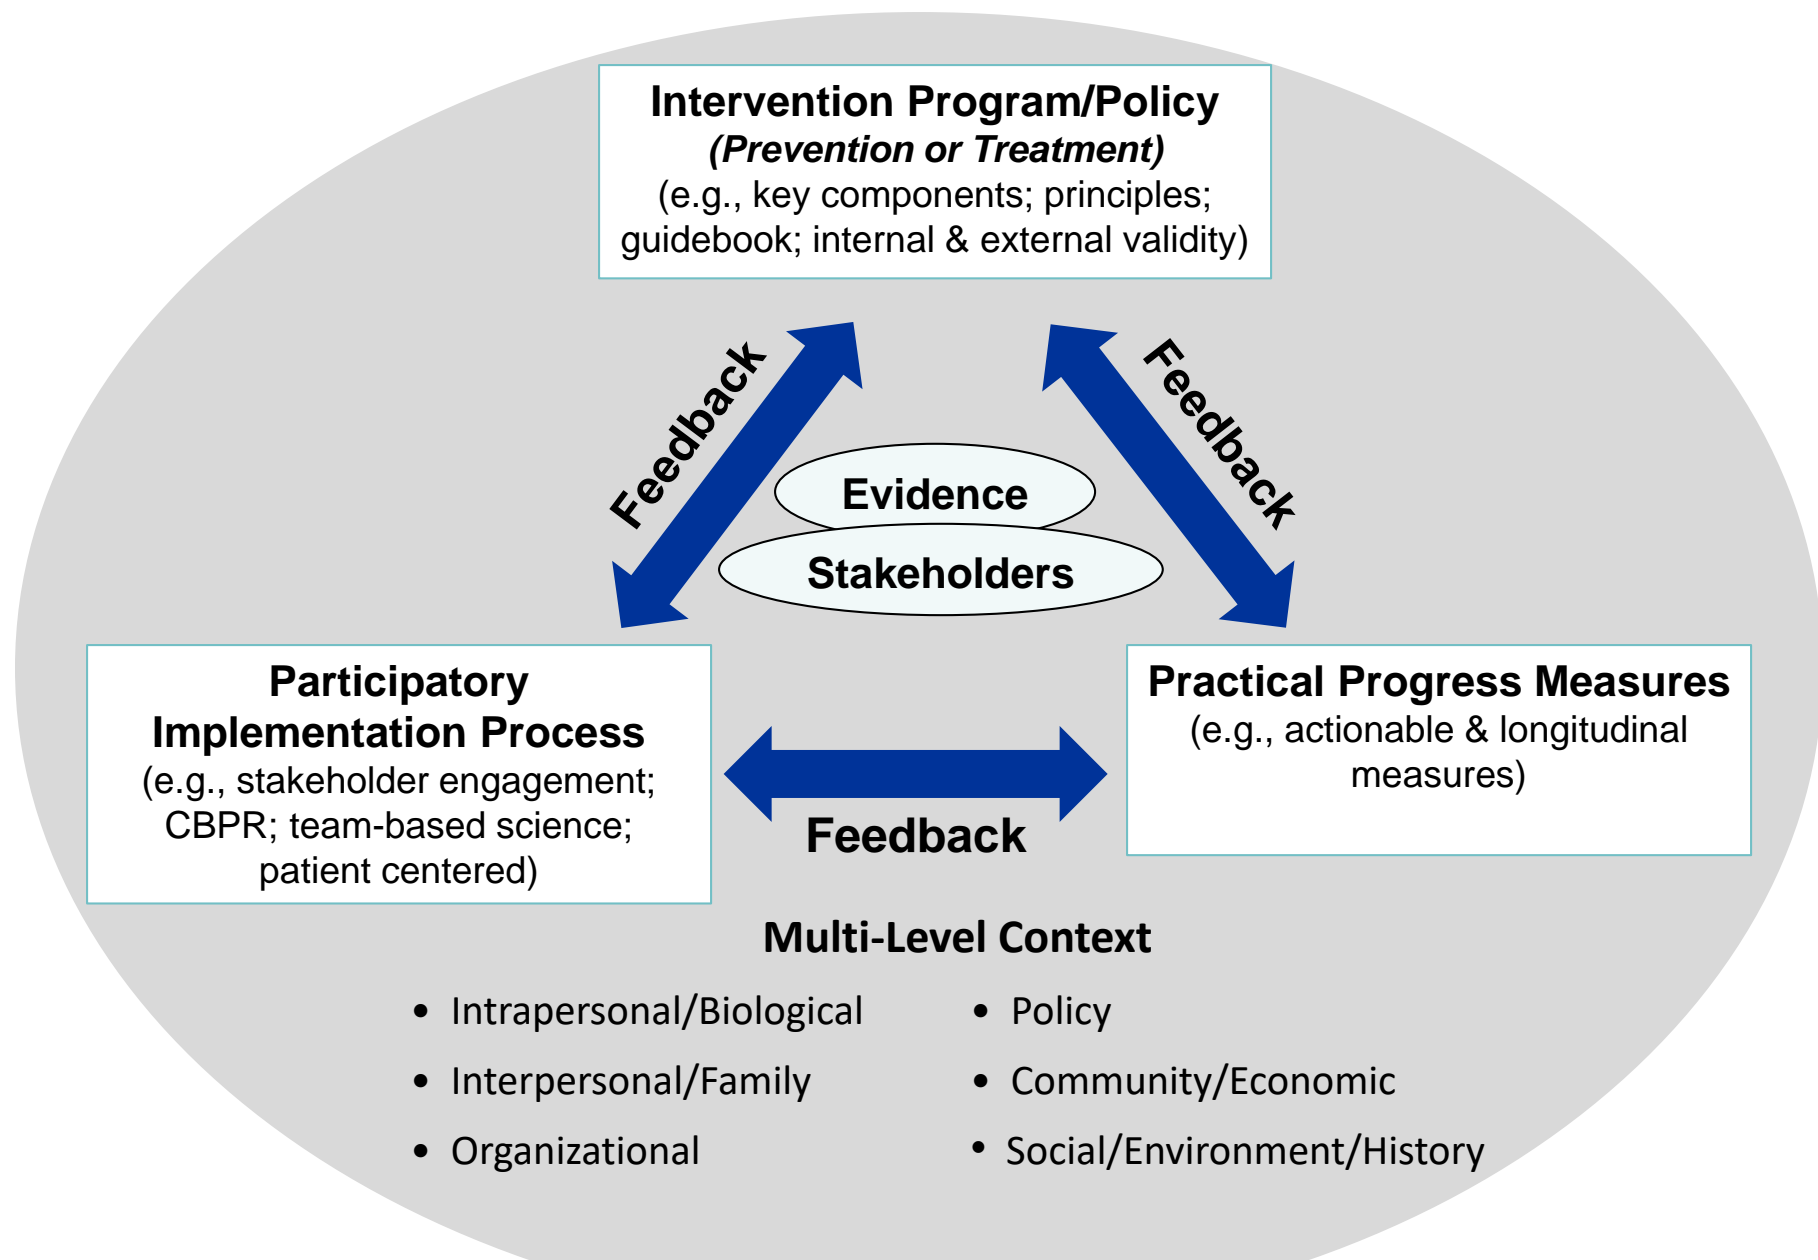 Intervention Program/Policy
(Prevention or Treatment)
(e.g., key components; principles;
guidebook; internal & external validity)
Feedback
Feedback
Evidence
Stakeholders
Participatory
Implementation Process
(e.g., stakeholder engagement;
CBPR; team-based science;
patient centered)
Practical Progress Measures
(e.g., actionable & longitudinal
measures)
Feedback
Multi-Level Context
• Intrapersonal/Biological
• Interpersonal/Family
• Organizational
• Policy
• Community/Economic
• Social/Environment/History